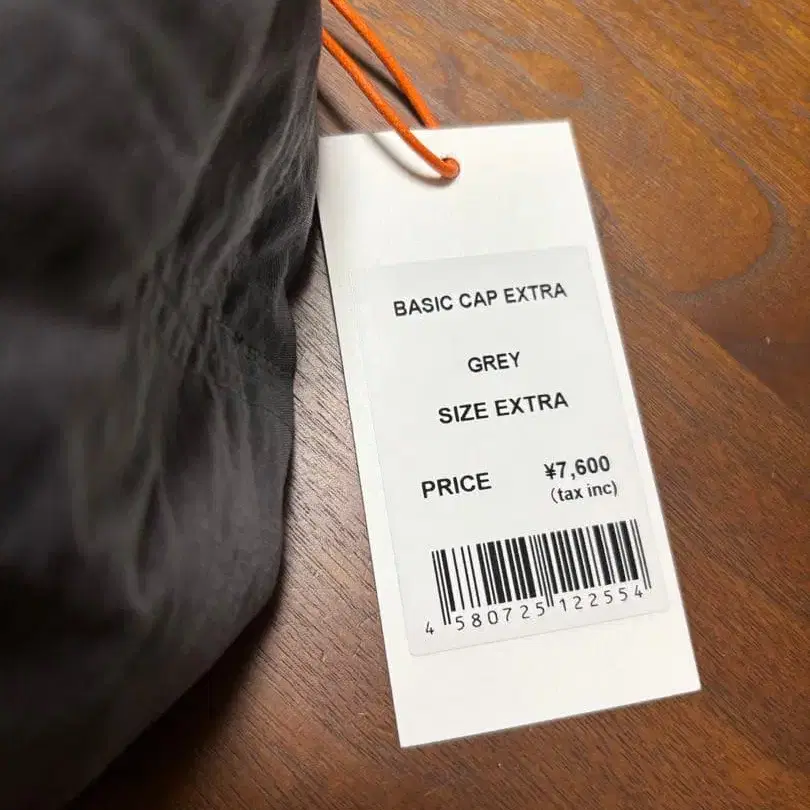 BASIC CAP EXTRA
GREY
SIZE EXTRA
PRICE ¥7,600
(tax inc)
4 580725 122554